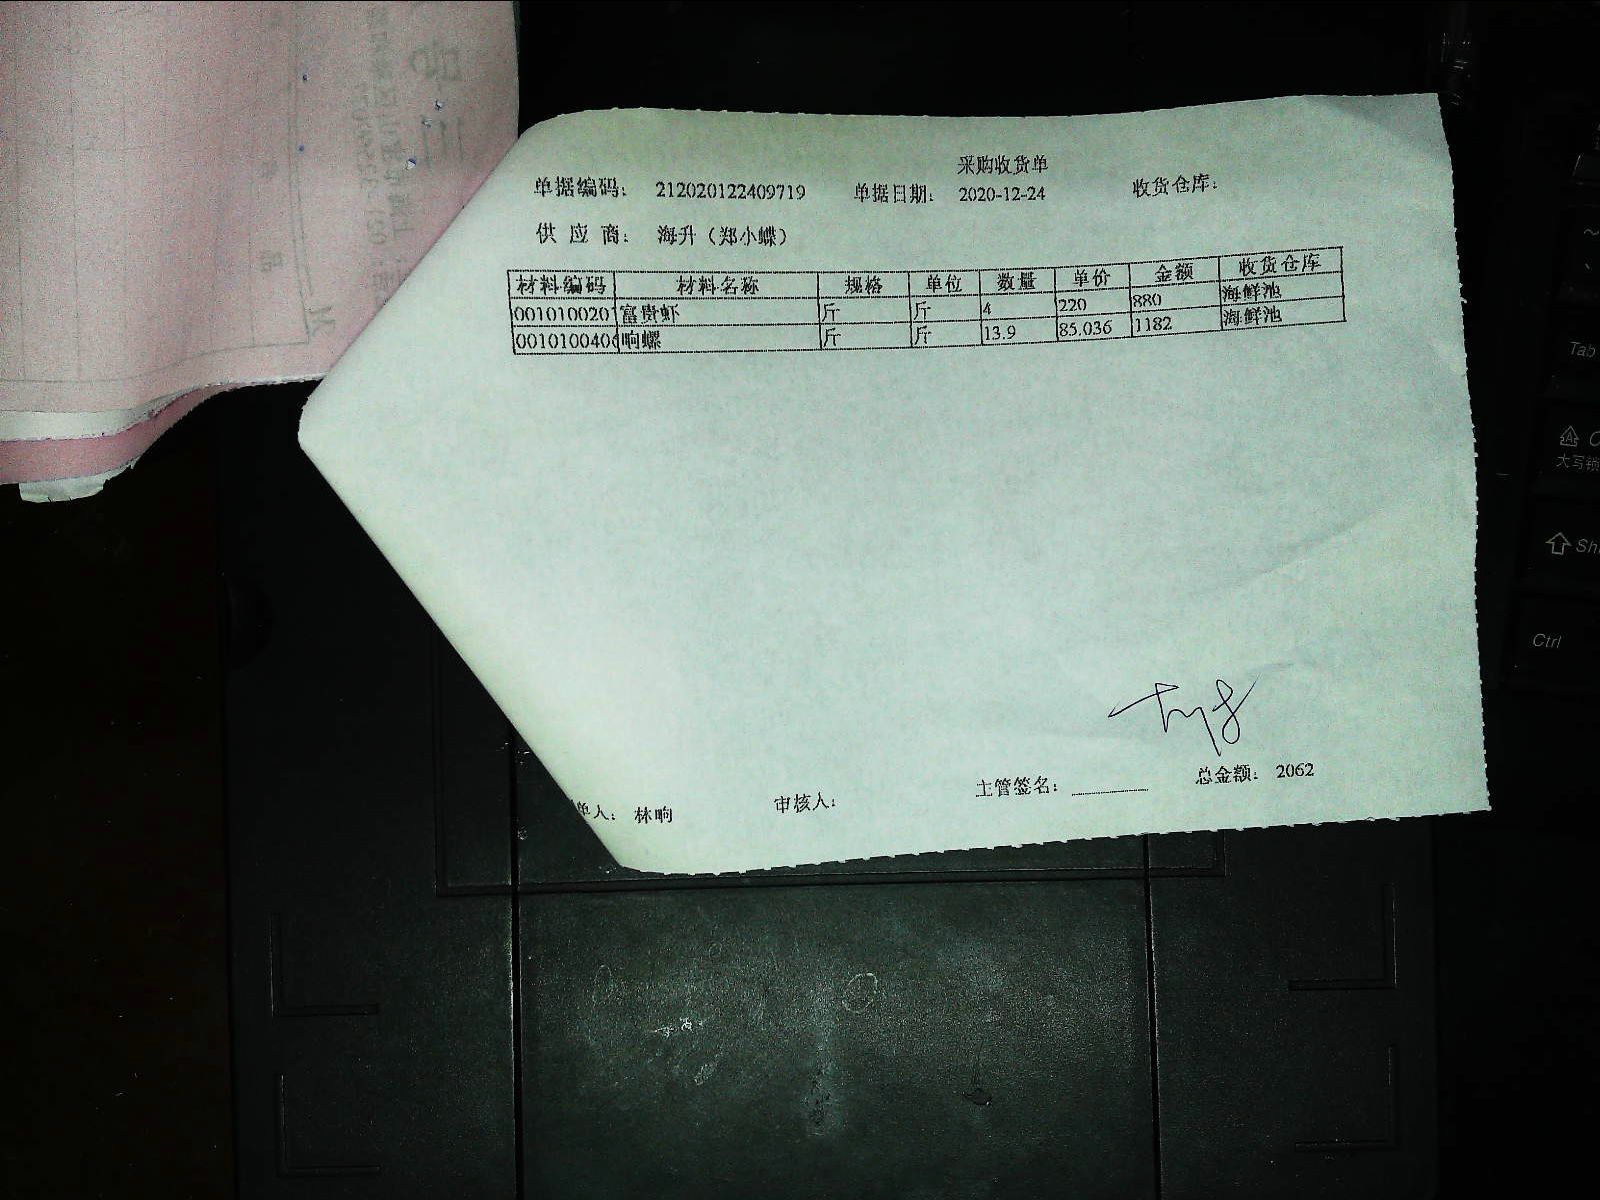 采购收货单
单据编码： 212020122409719 单据日期： 2020-12-24 收货仓库：
供 应 商： 海升（郑小蝶）
材料编码 材料名称 规格 单位 数量 单价 金额 收货仓库
001010020 富贵虾 斤 斤 4 220 880 海鲜池
001010040 响螺 斤 斤 13.9 85.036 1182 海鲜池
单人： 林响 审核人： 主管签名： 总金额： 2062
Tab
大写锁
Ctrl